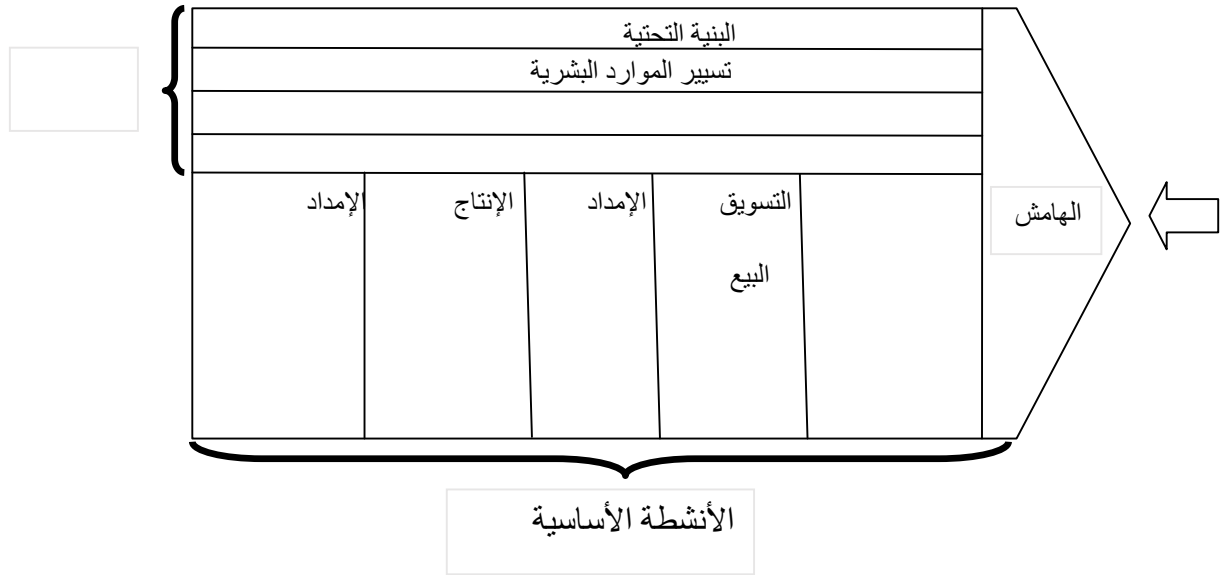 البنية التحتية
تسيير الموارد البشرية
الإمداد
الإنتاج
الإمداد
التسويق
البيع
الهامش
الأنشطة الأساسية